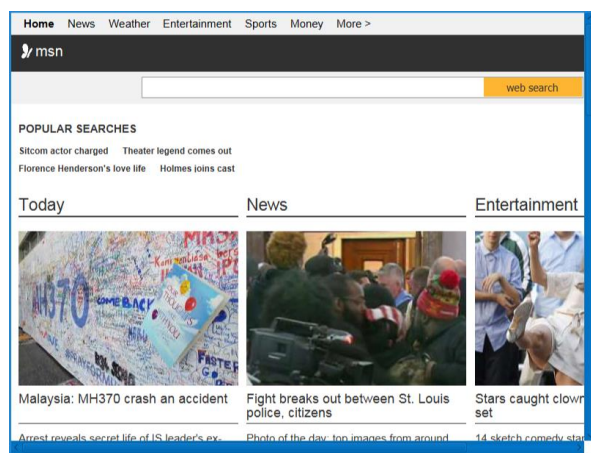 Home News Weather Entertainment Sports Money More >
msn
web search
POPULAR SEARCHES
Sitcom actor charged Theater legend comes out
Florence Henderson's love life Holmes joins cast
Today News Entertainment
MH370
COME BACK
FASTER
Malaysia: MH370 crash an accident
Fight breaks out between St. Louis
police, citizens
Stars caught clown
set
Arrest reveals secret life of IS leader's ex-
Photo of the day: top images from around
14 sketch comedy star